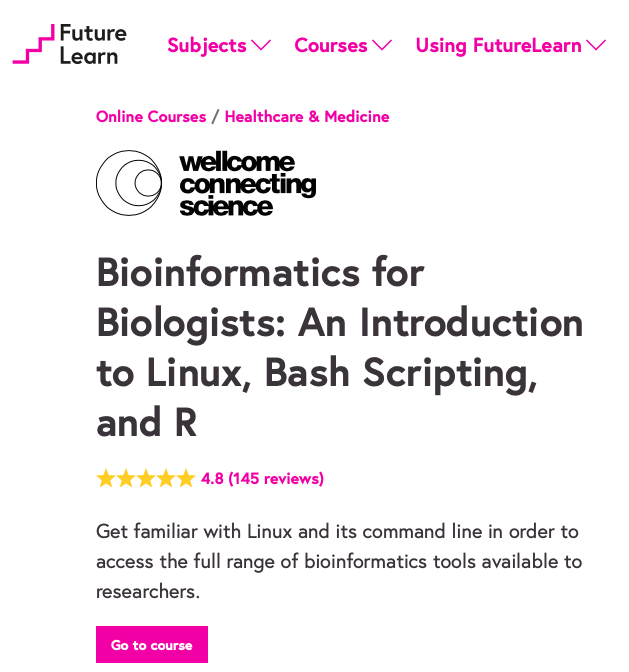 Future
Learn
Subjects
Courses
Using FutureLearn
Online Courses / Healthcare & Medicine
wellcome
connecting
science
Bioinformatics for
Biologists: An Introduction
to Linux, Bash Scripting,
and R
4.8 (145 reviews)
Get familiar with Linux and its command line in order to
access the full range of bioinformatics tools available to
researchers.
Go to course